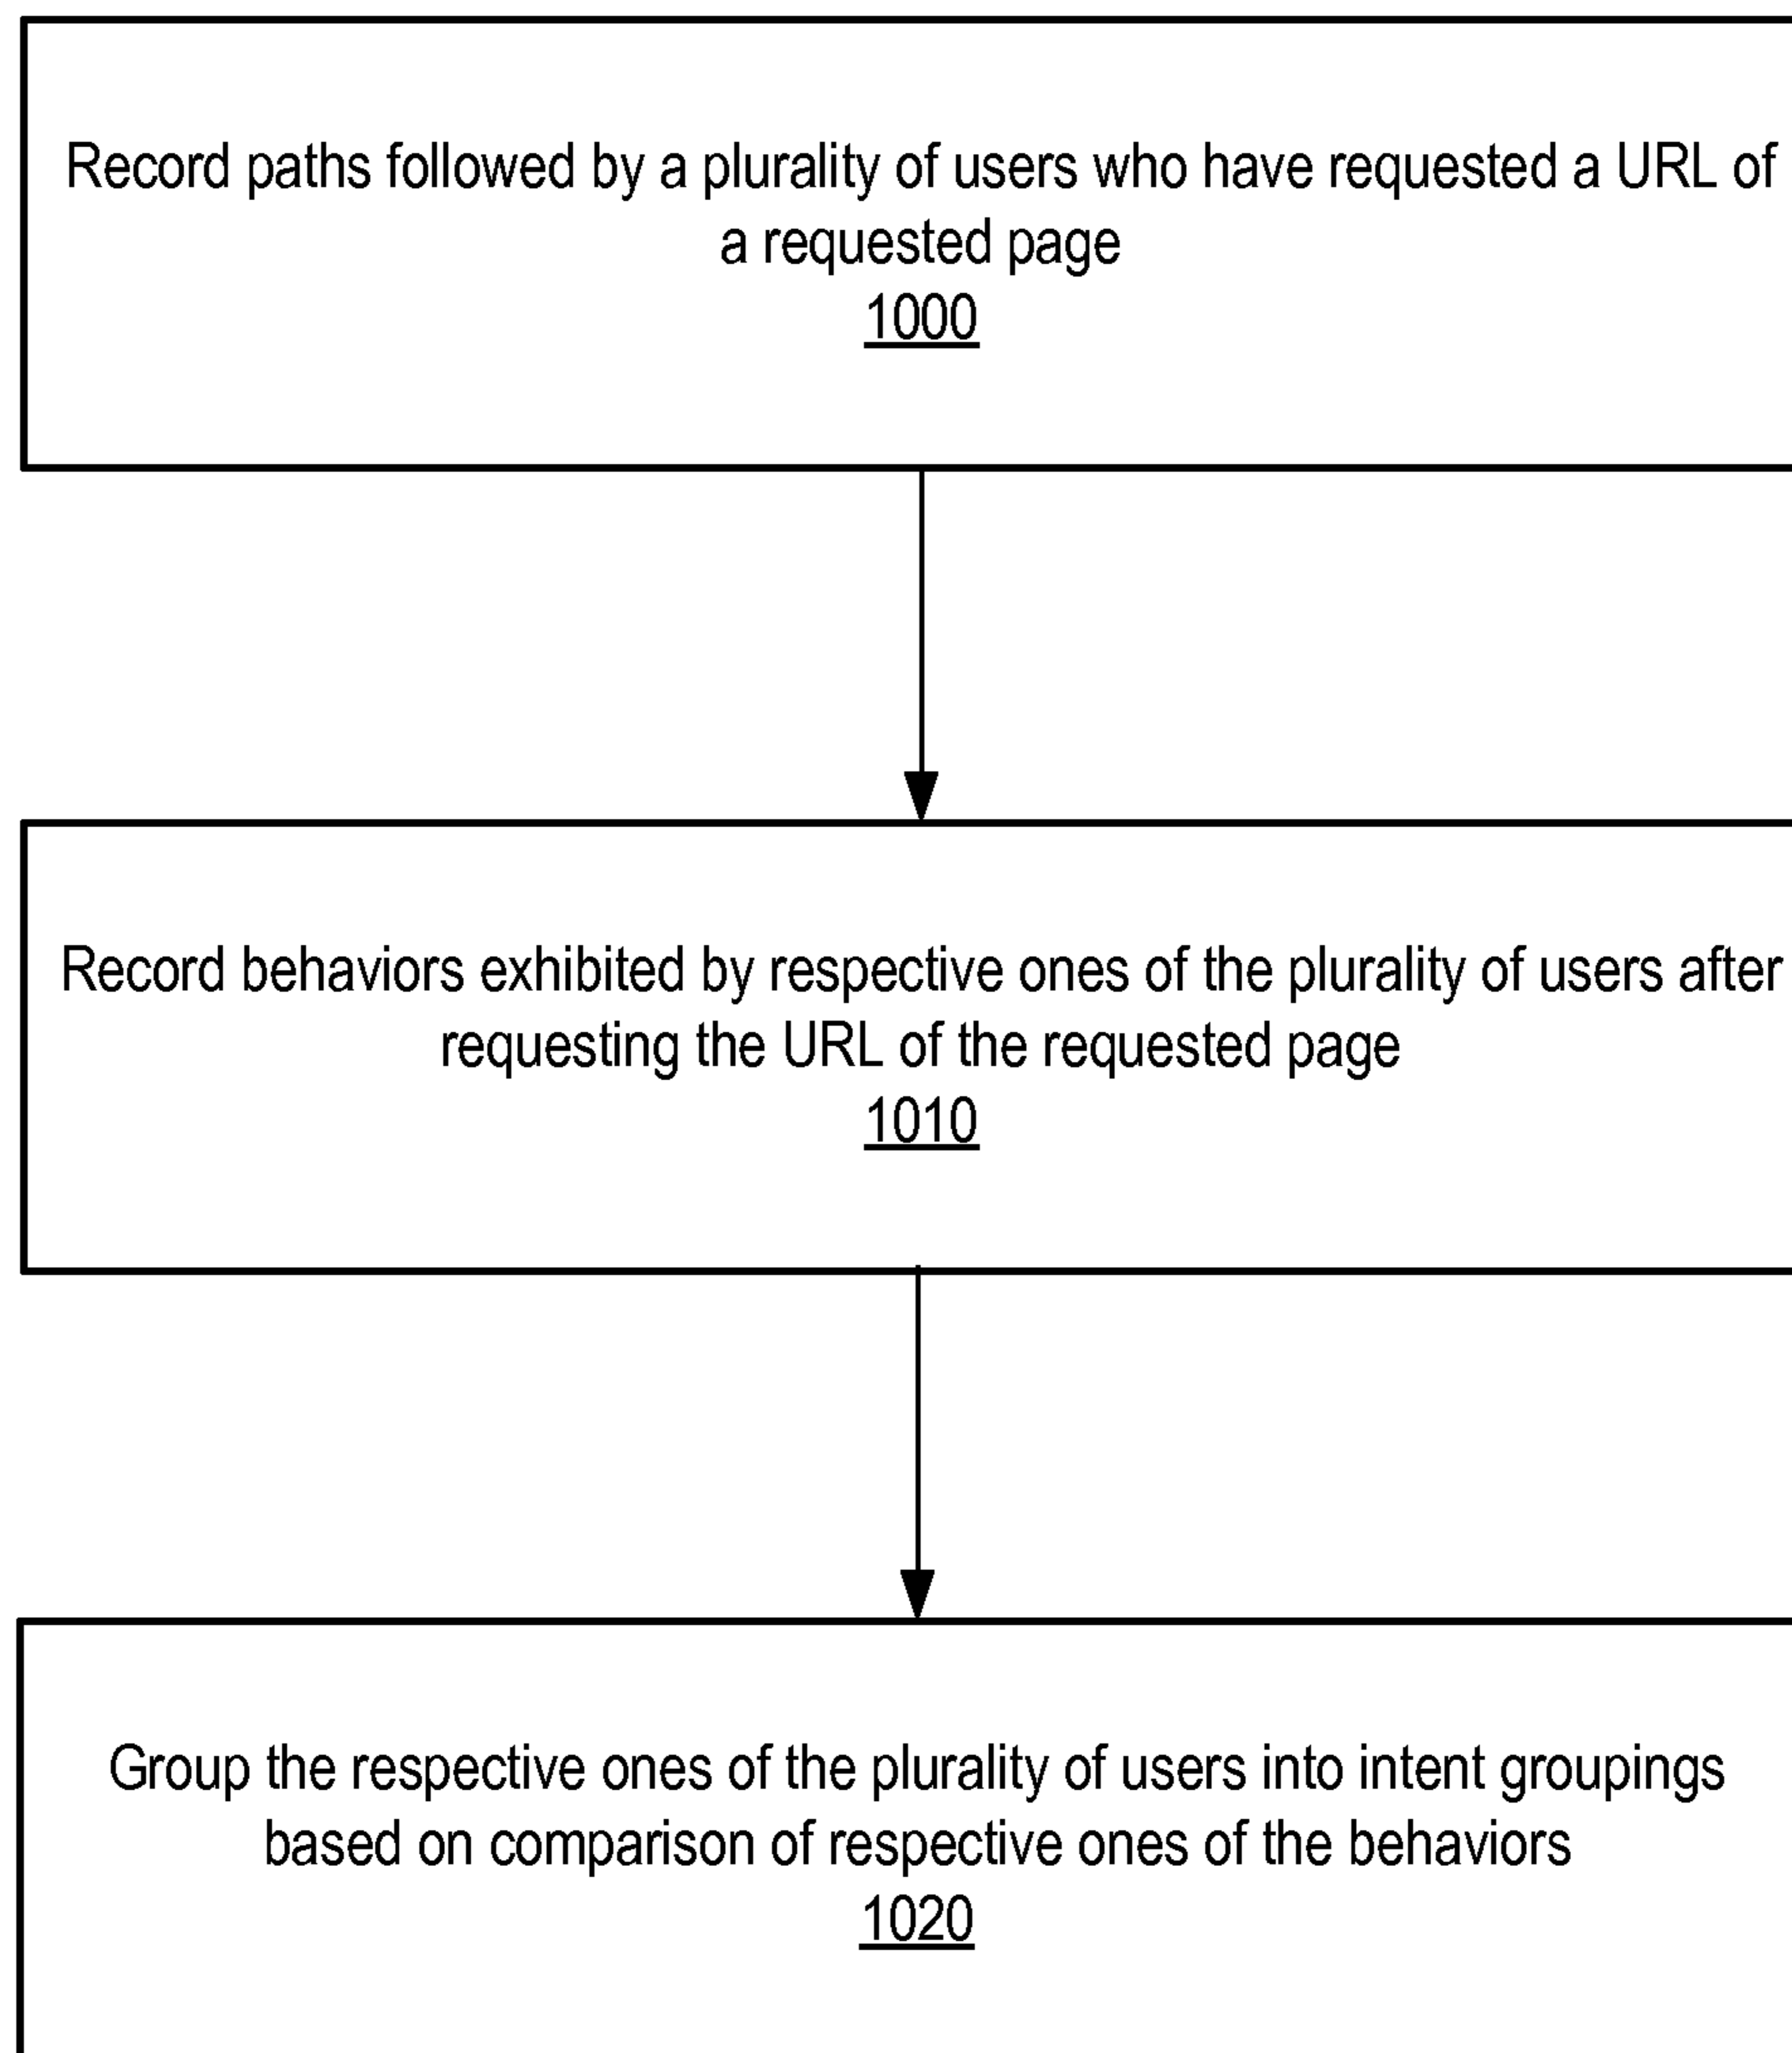 Record paths followed by a plurality of users who have requested a URL of
a requested page
1000
Record behaviors exhibited by respective ones of the plurality of users after
requesting the URL of the requested page
1010
Group the respective ones of the plurality of users into intent groupings
based on comparison of respective ones of the behaviors
1020